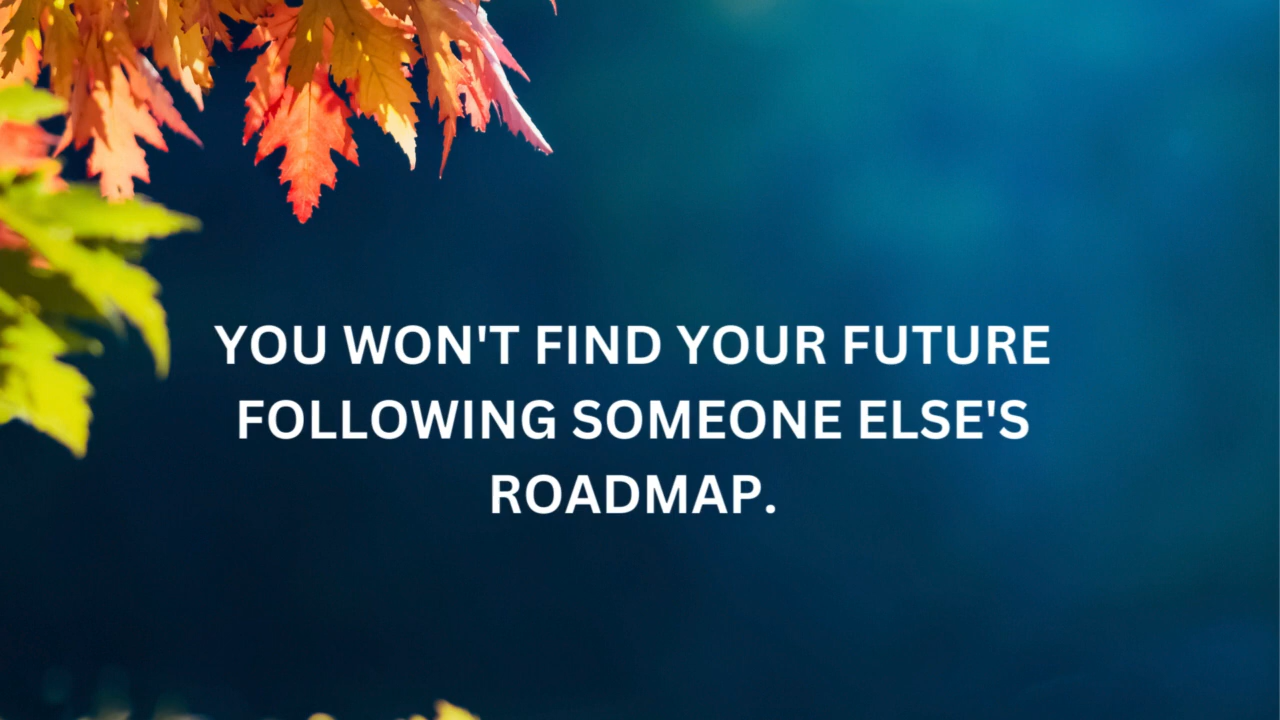 YOU WON'T FIND YOUR FUTURE
FOLLOWING SOMEONE ELSE'S
ROADMAP.